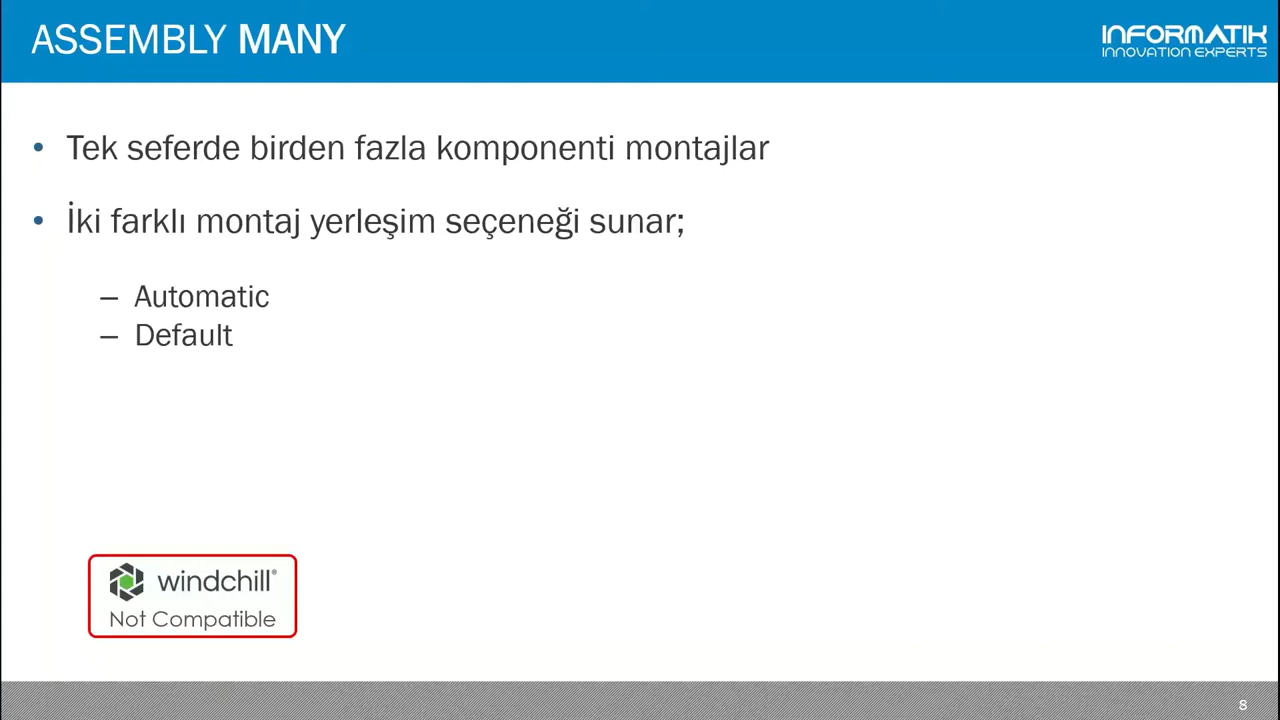 ASSEMBLY MANY
INFORMATIK
INNOVATION EXPERTS
• Tek seferde birden fazla komponenti montajlar
• İki farklı montaj yerleşim seçeneği sunar;
– Automatic
– Default
windchill®
Not Compatible
8